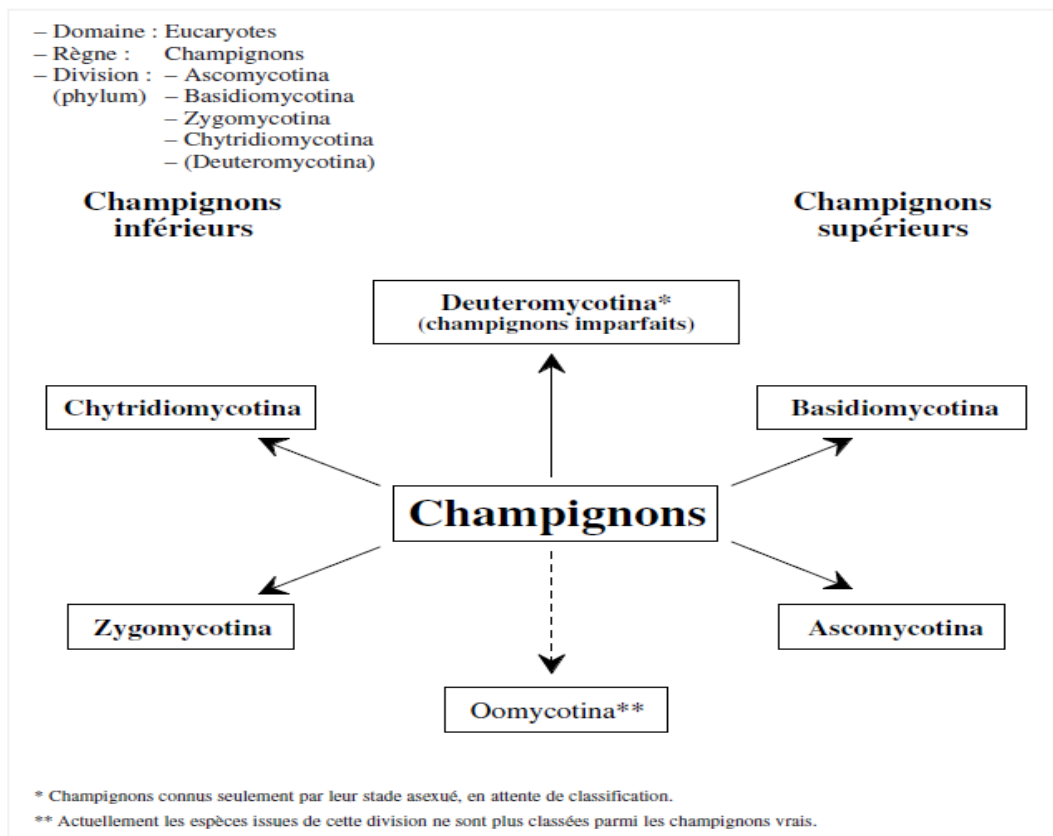 – Domaine : Eucaryotes
– Règne : Champignons
– Division : – Ascomycotina
(phylum) – Basidiomycotina
– Zygomycotina
– Chytridiomycotina
– (Deuteromycotina)
Champignons
inférieurs
Champignons
supérieurs
Deuteromycotina*
(champignons imparfaits)
Chytridiomycotina
Basidiomycotina
Champignons
Zygomycotina
Ascomycotina
Oomycotina**
* Champignons connus seulement par leur stade asexué, en attente de classification.
** Actuellement les espèces issues de cette division ne sont plus classées parmi les champignons vrais.